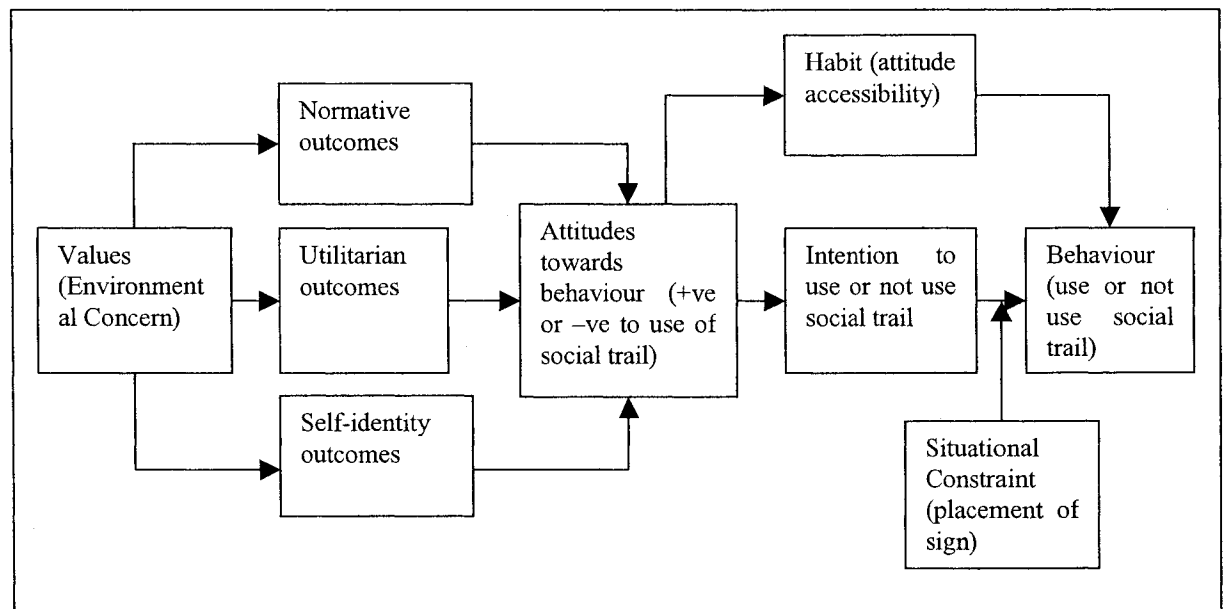 Habit (attitude
accessibility)
Normative
outcomes
Values
(Environment
al Concern)
Utilitarian
outcomes
Attitudes
towards
behaviour (+ve
or –ve to use of
social trail)
Intention to
use or not use
social trail
Behaviour
(use or not
use social
trail)
Self-identity
outcomes
Situational
Constraint
(placement of
sign)